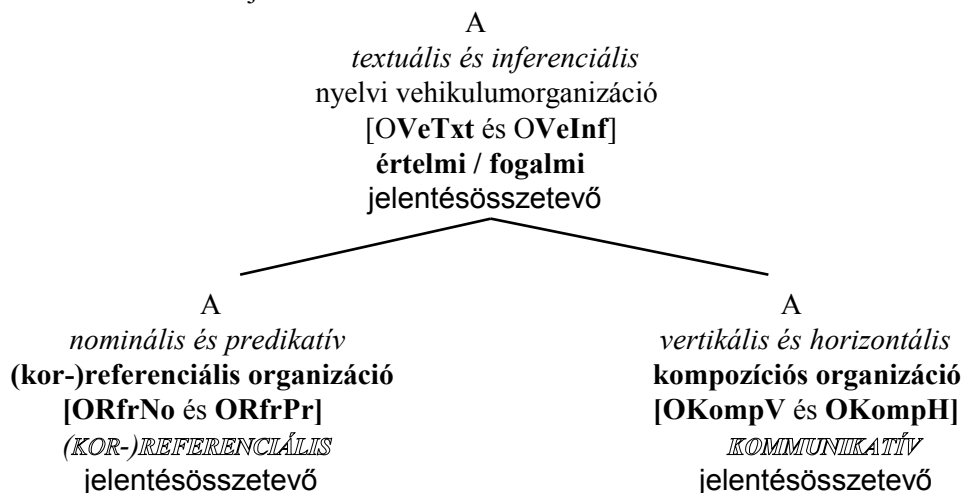 A
textuális és inferenciális
nyelvi vehikulumorganizáció
[OVeTxt és OVeInf]
értelmi / fogalmi
jelentésösszetevő
A
nominális és predikatív
(kor-)referenciális organizáció
[ORfrNo és ORfrPr]
(KOR-)REFERENCIÁLIS
jelentésösszetevő
A
vertikális és horizontális
kompozíciós organizáció
[OKompV és OKompH]
KOMMUNIKATÍV
jelentésösszetevő